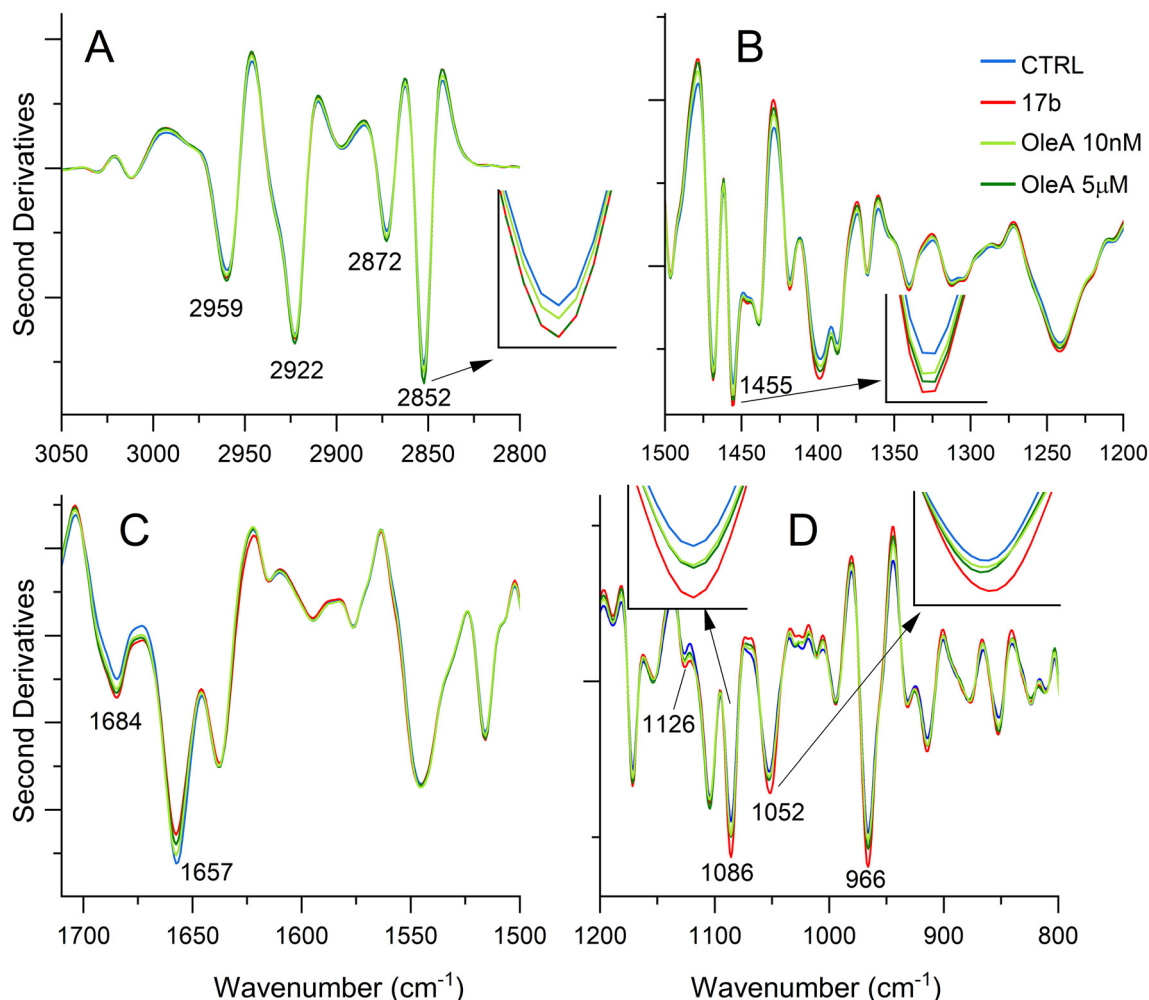 A
Second Derivatives
2959
2922
2872
2852
3050 3000 2950 2900 2850 2800
B
CTRL
17b
OleA 10nM
OleA 5μM
1455
1500 1450 1400 1350 1300 1250 1200
C
Second Derivatives
1684
1657
1700 1650 1600 1550 1500
Wavenumber (cm⁻¹)
D
1126
1052
1086
966
1200 1100 1000 900 800
Wavenumber (cm⁻¹)